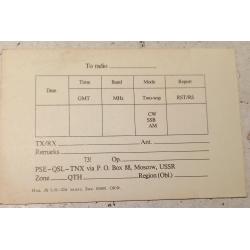 To radio
Date Time Band Mode Report
GMT MHz Two-way RST/RS
CW
SSB
AM
TX/RX Ant.
Remarks
73! Op.
PSE–QSL–TNX via P. O. Box 88, Moscow, USSR
Zone QTH Region (Obl.)